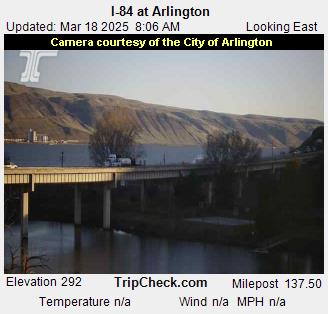 I-84 at Arlington
Updated: Mar 18 2025 8:06 AM Looking East
Camera courtesy of the City of Arlington
Elevation 292 TripCheck.com Milepost 137.50
Temperature n/a Wind n/a MPH n/a